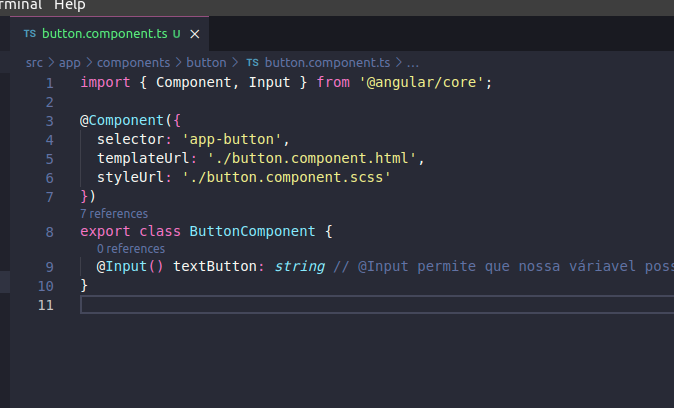 Help
TS button.component.ts U ×
src > app > components > button > TS button.component.ts > ...
1 import { Component, Input } from '@angular/core';
2
3 @Component({
4 selector: 'app-button',
5 templateUrl: './button.component.html',
6 styleUrl: './button.component.scss'
7 })
7 references
8 export class ButtonComponent {
0 references
9 @Input() textButton: string // @Input permite que nossa váriavel
10 }
11